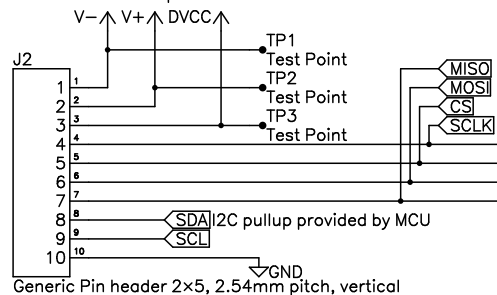 V- V+ DVCC
TP1
Test Point
J2
TP2
Test Point
TP3
Test Point
MISO
MOSI
CS
SCLK
1 1
2 2
3 3
4 4
5 5
6 6
7 7
8 8
9 9
10 10
SDA I2C pullup provided by MCU
SCL
GND
Generic Pin header 2×5, 2.54mm pitch, vertical